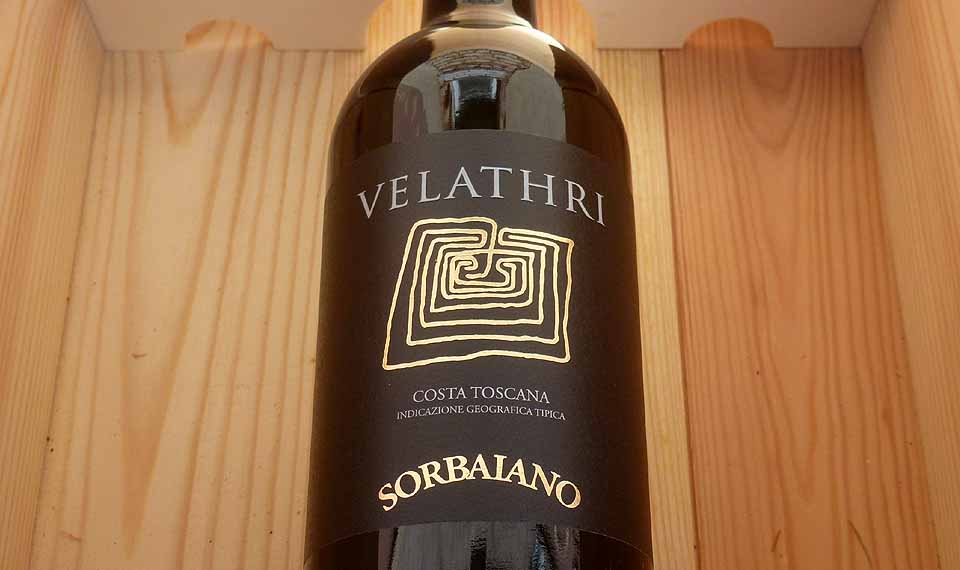 VELATHRI
COSTA TOSCANA
INDICAZIONE GEOGRAFICA TIPICA
SORBAIANO